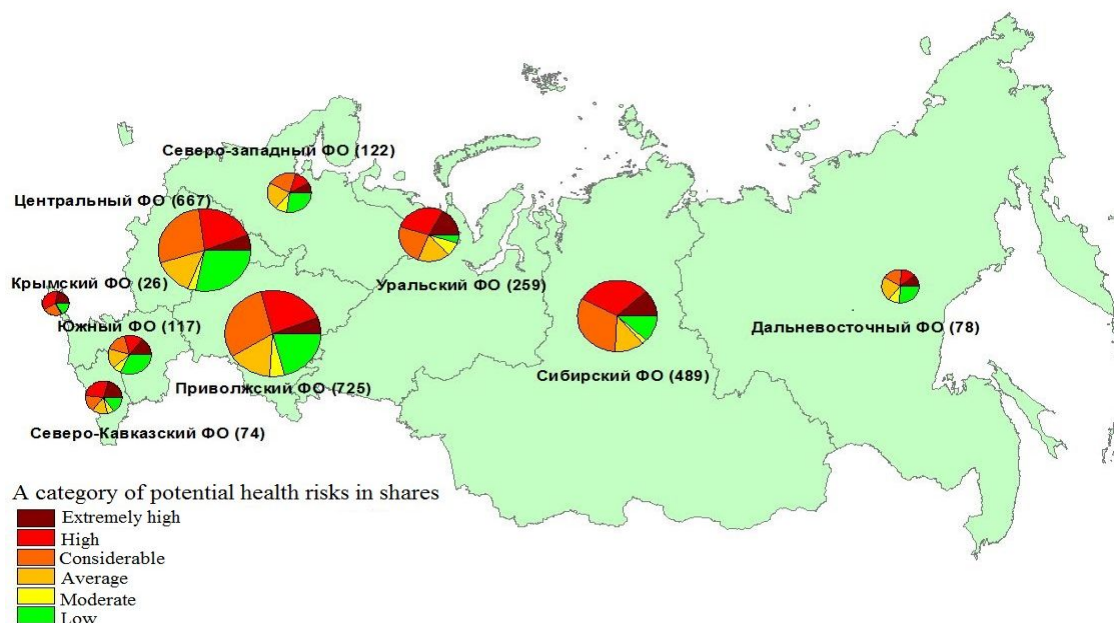 Северо-западный ФО (122)
Центральный ФО (667)
Крымский ФО (26)
Уральский ФО (259)
Южный ФО (117)
Дальневосточный ФО (78)
Сибирский ФО (489)
Приволжский ФО (725)
Северо-Кавказский ФО (74)
A category of potential health risks in shares
Extremely high
High
Considerable
Average
Moderate
Low